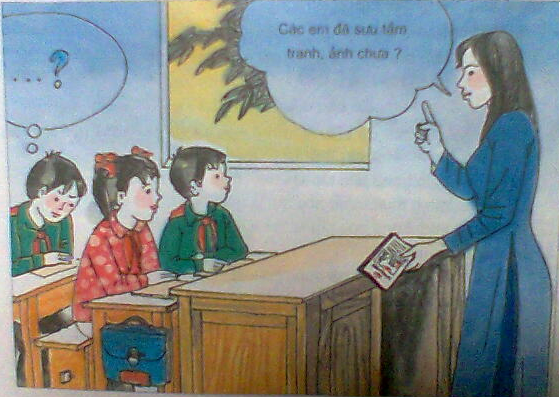 ... ?
Các em đã sưu tầm
tranh, ảnh chưa ?